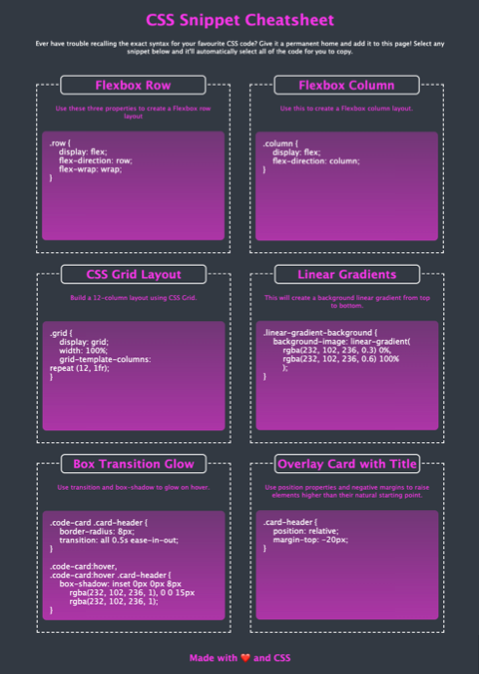 CSS Snippet Cheatsheet
Ever have trouble recalling the exact syntax for your favourite CSS code? Give it a permanent home and add it to this page! Select any
snippet below and it'll automatically select all of the code for you to copy.
Flexbox Row
Use these three properties to create a Flexbox row
layout
.row {
display: flex;
flex-direction: row;
flex-wrap: wrap;
}
Flexbox Column
Use this to create a Flexbox column layout.
.column {
display: flex;
flex-direction: column;
}
CSS Grid Layout
Build a 12-column layout using CSS Grid.
.grid {
display: grid;
width: 100%;
grid-template-columns:
repeat (12, 1fr);
}
Linear Gradients
This will create a background linear gradient from top
to bottom.
.linear-gradient-background {
background-image: linear-gradient(
rgba(232, 102, 236, 0.3) 0%,
rgba(232, 102, 236, 0.6) 100%
);
}
Box Transition Glow
Use transition and box-shadow to glow on hover.
.code-card .card-header {
border-radius: 8px;
transition: all 0.5s ease-in-out;
}
.code-card:hover,
.code-card:hover .card-header {
box-shadow: inset 0px 0px 8px
rgba(232, 102, 236, 1), 0 0 15px
rgba(232, 102, 236, 1);
}
Overlay Card with Title
Use position properties and negative margins to raise
elements higher than their natural starting point.
.card-header {
position: relative;
margin-top: -20px;
}
Made with ❤️ and CSS